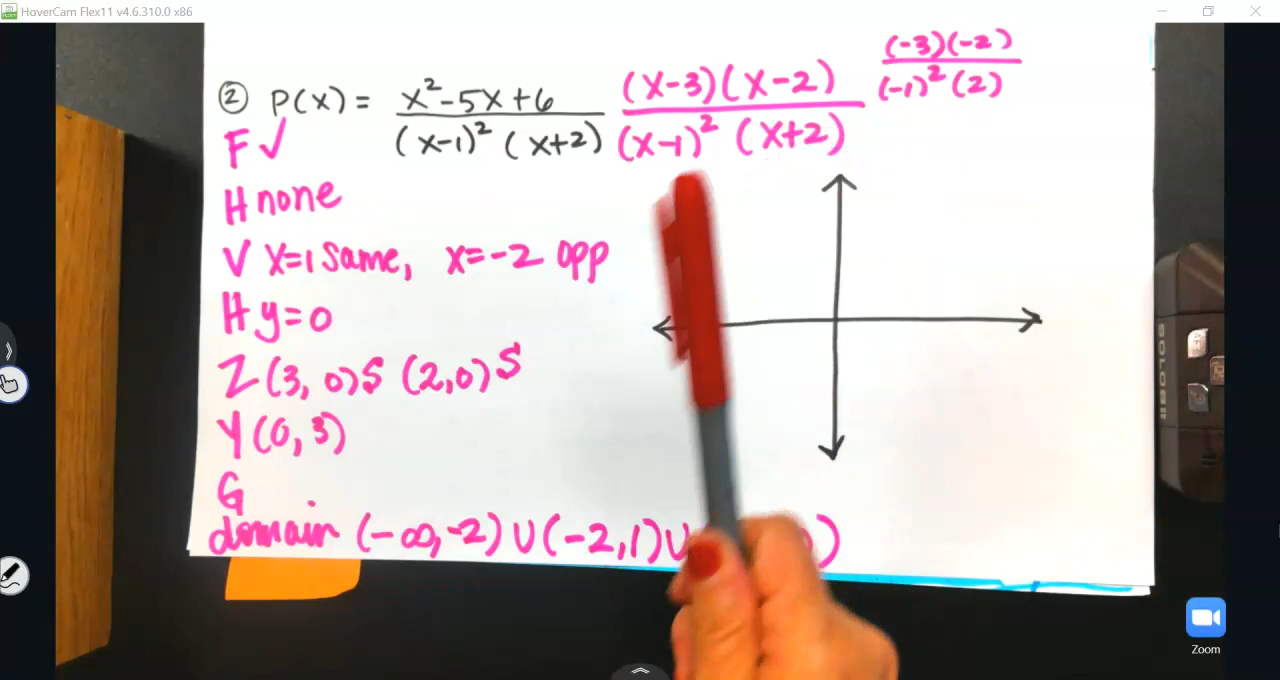 HoverCam Flex11 v4.6.310.0 x86
② P(x) = x²-5x+6 / (x-1)² (x+2) (x-3)(x-2) / (x-1)² (x+2) (-3)(-2) / (-1)² (2)
F ✓
H none
V x=1 same, x=-2 opp
H y=0
Z (3, 0) S (2,0) S
Y (0, 3)
G
domain (-∞,-2) ∪ (-2,1) ∪ )
BOLOGIE
Zoom